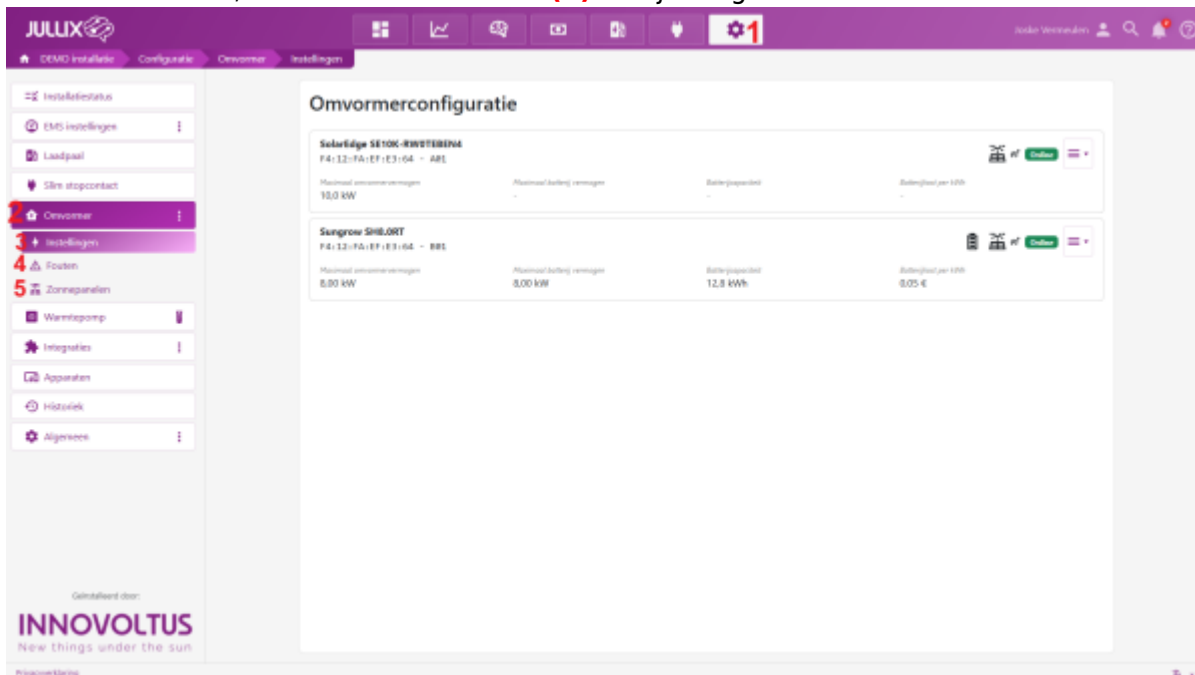 JULLIX
1
Joske Vermeulen
DEMO installatie
Configuratie
Omvormer
Instellingen
Installatiestatus
EMS instellingen
Laadpaal
Slim stopcontact
2 Omvormer
3 Instellingen
4 Fouten
5 Zonnepanelen
Warmtepomp
Integraties
Apparaten
Historiek
Algemeen
Omvormerconfiguratie
SolarEdge SE10K-RW0TEBEN4
F4:12:FA:EF:E3:64 - A01
Online
Maximaal omvormervermogen
Maximaal batterij vermogen
Batterijkapaciteit
Batterijkost per kWh
10,0 kW
-
-
-
Sungrow SH8.0RT
F4:12:FA:EF:E3:64 - B01
Online
Maximaal omvormervermogen
Maximaal batterij vermogen
Batterijkapaciteit
Batterijkost per kWh
8,00 kW
8,00 kW
12,8 kWh
0,05 €
Geïnstalleerd door:
INNOVOLTUS
New things under the sun
Privacyverklaring